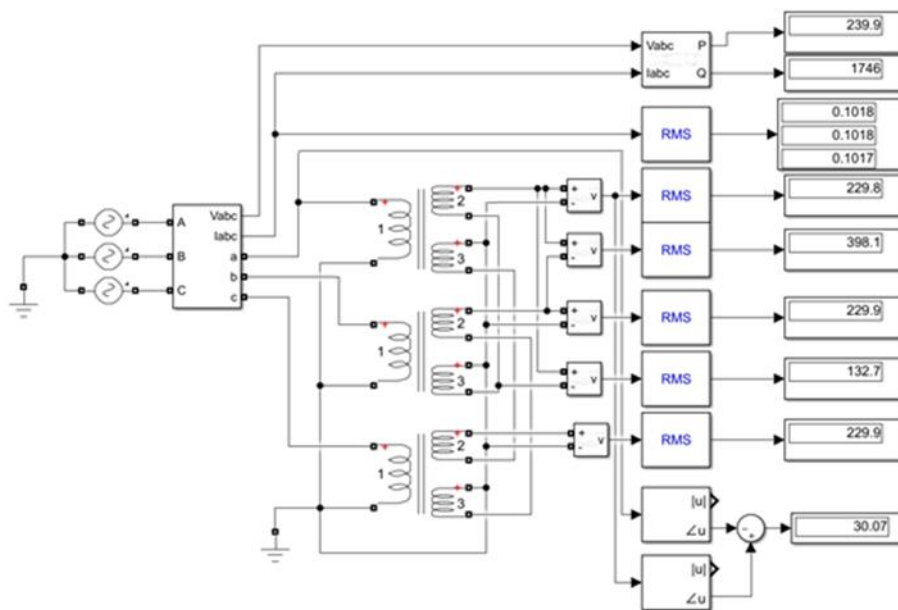 Vabc P
Iabc Q
239.9
1746
RMS
0.1018
0.1018
0.1017
RMS
229.8
RMS
398.1
RMS
229.9
RMS
132.7
RMS
229.9
A
B
C
Vabc
Iabc
a
b
c
1
2
3
1
2
3
1
2
3
+
-
v
+
-
v
+
-
v
+
-
v
+
-
v
|u|
∠u
|u|
∠u
-
+
30.07